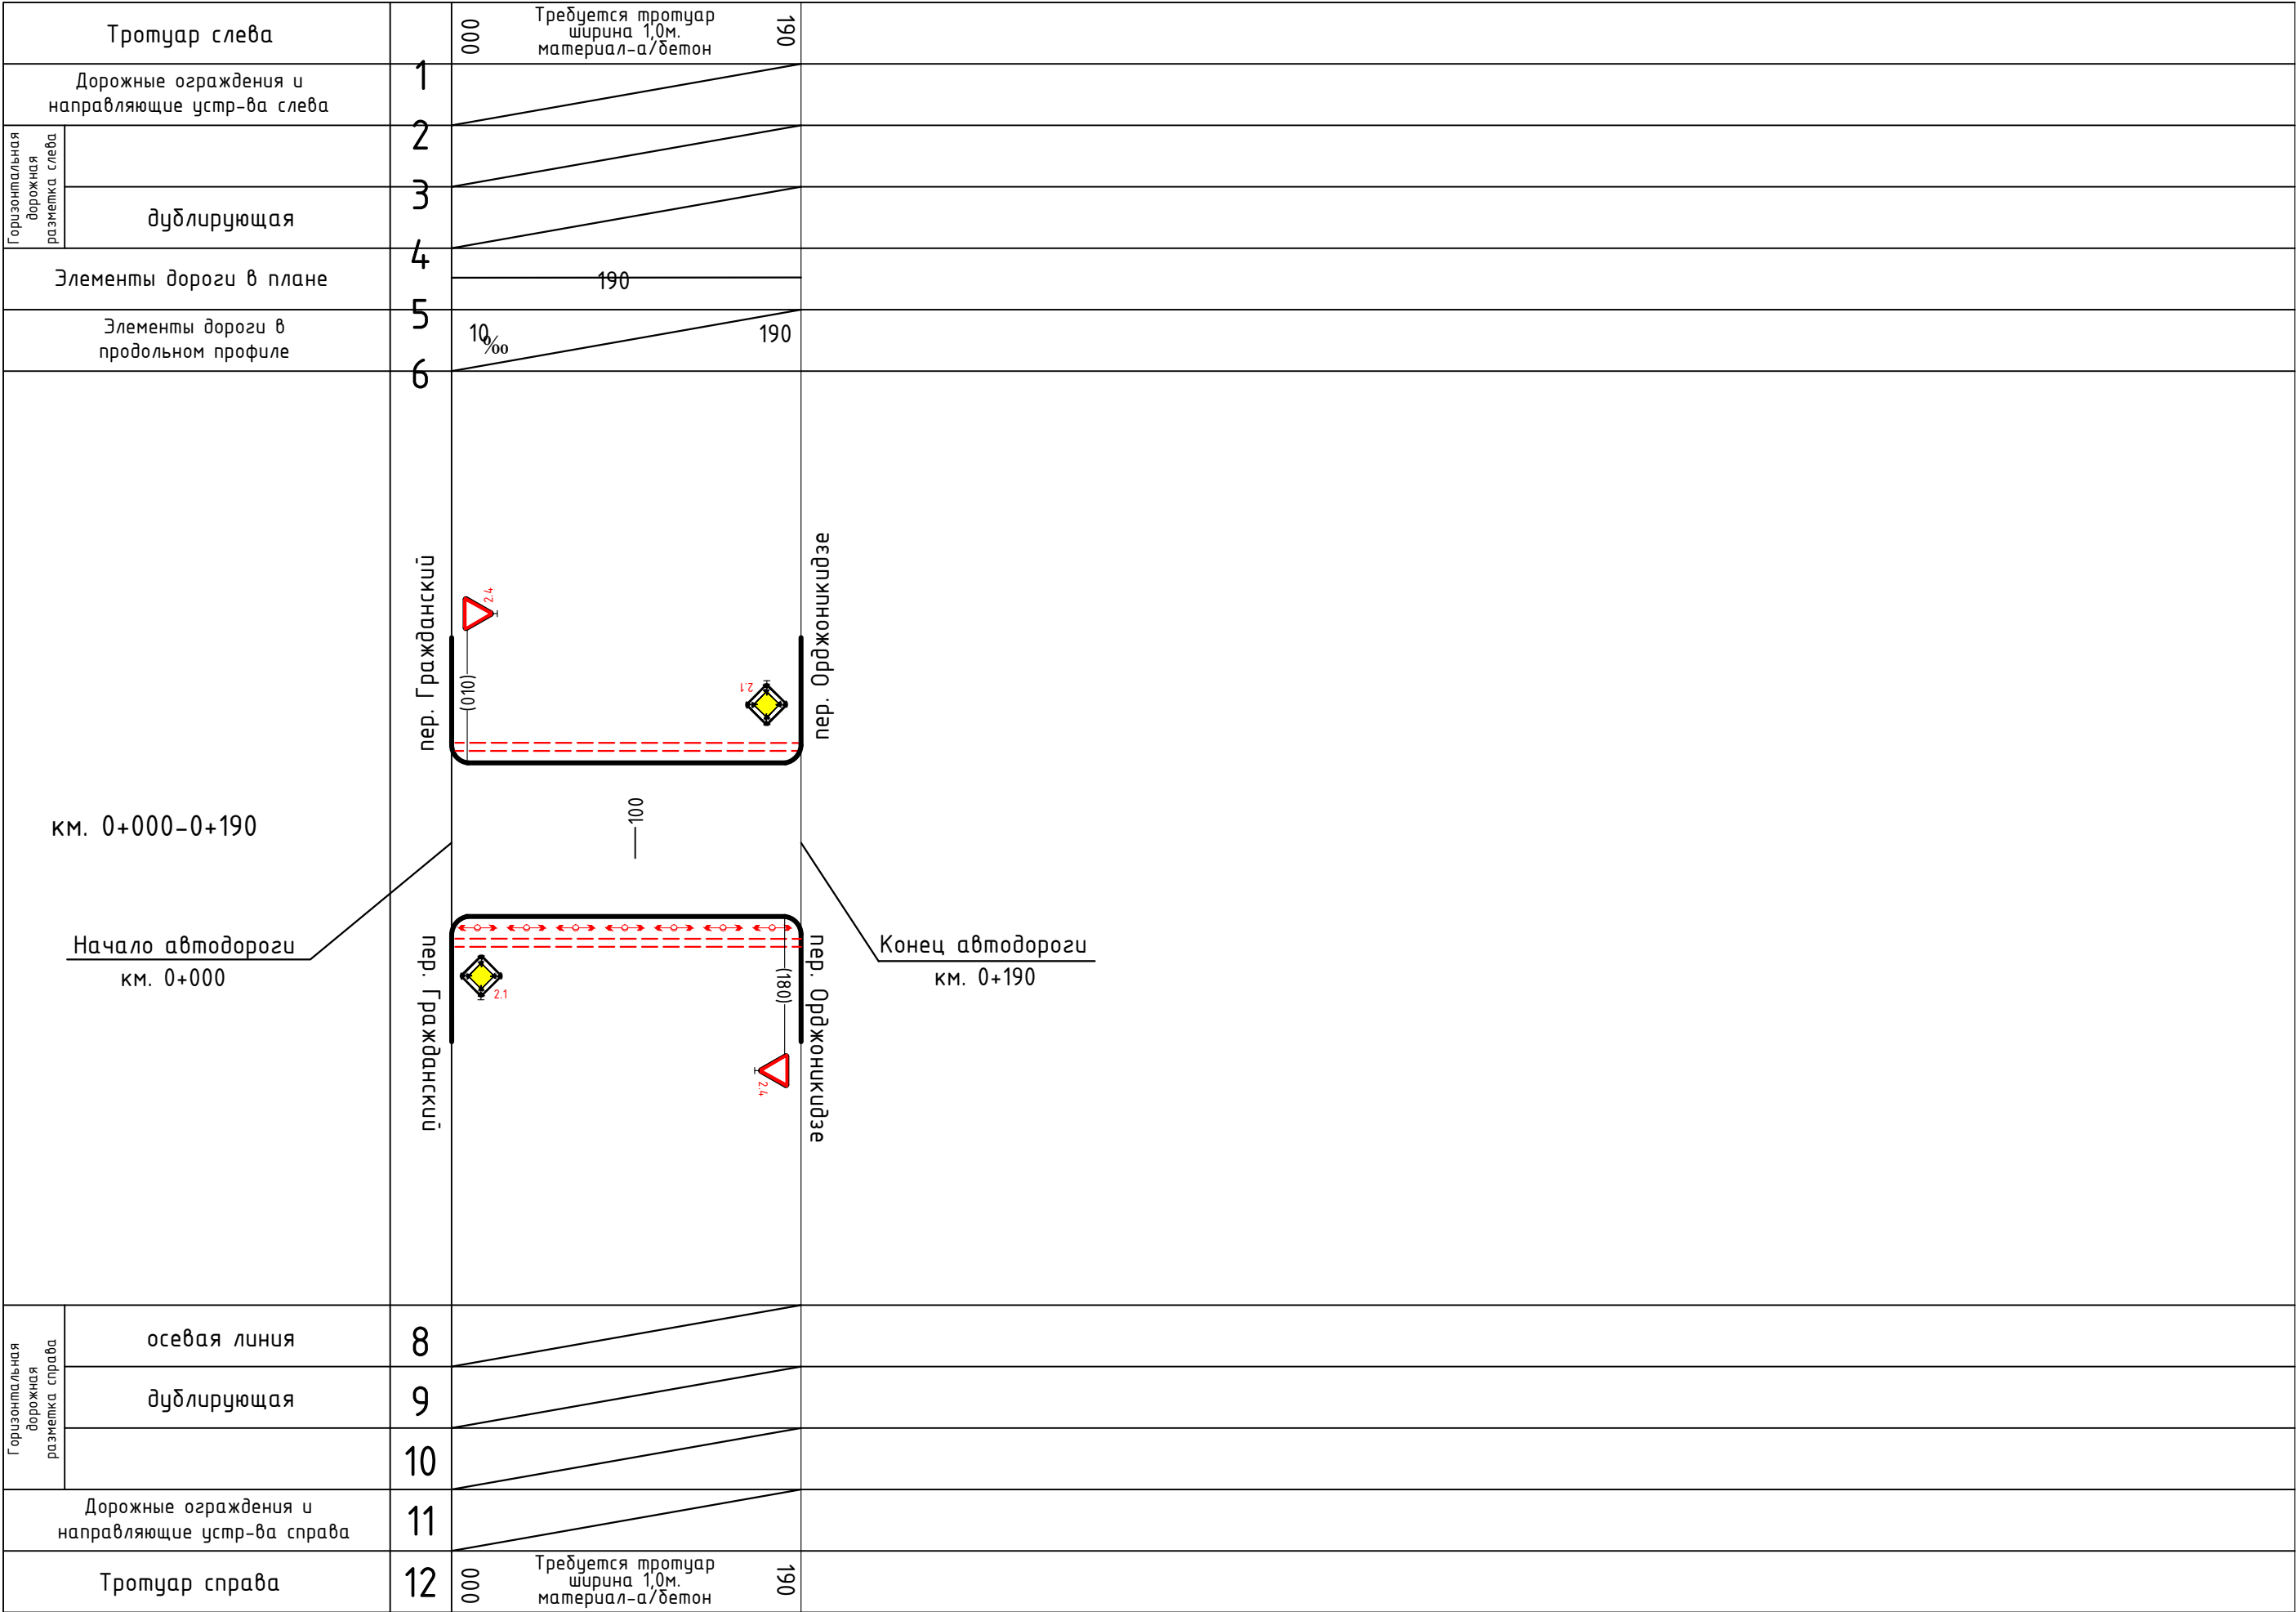 Тротуар слева
000
Требуется тротуар
ширина 1,0м.
материал-а/бетон
190
1
Дорожные ограждения и
направляющие устр-ва слева
2
Горизонтальная
дорожная
разметка слева
3
дублирующая
4
Элементы дороги в плане
190
5
Элементы дороги в
продольном профиле
10‰
190
6
пер. Гражданский
2.4
(010)
2.1
пер. Орджоникидзе
км. 0+000-0+190
100
Начало автодороги
км. 0+000
пер. Гражданский
2.1
(180)
2.4
пер. Орджоникидзе
Конец автодороги
км. 0+190
Горизонтальная
дорожная
разметка справа
осевая линия
8
дублирующая
9
10
Дорожные ограждения и
направляющие устр-ва справа
11
Тротуар справа
12
000
Требуется тротуар
ширина 1,0м.
материал-а/бетон
190